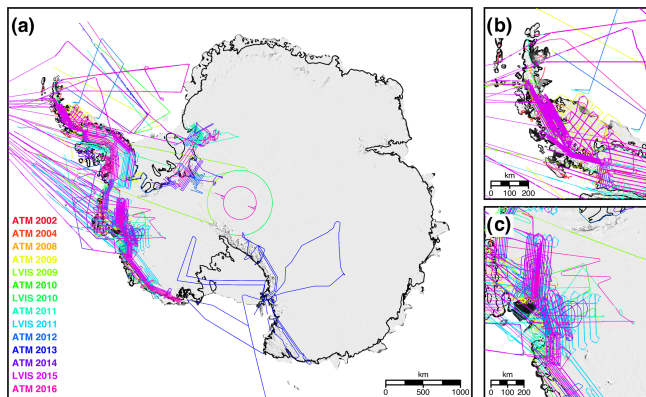 (a)
ATM 2002
ATM 2004
ATM 2008
ATM 2009
LVIS 2009
ATM 2010
LVIS 2010
ATM 2011
LVIS 2011
ATM 2012
ATM 2013
ATM 2014
LVIS 2015
ATM 2016
km
0 500 1000
(b)
km
0 100 200
(c)
km
0 100 200